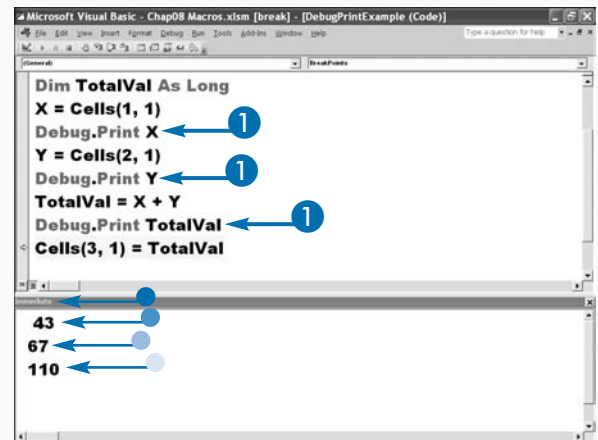 Microsoft Visual Basic - Chap08 Macros.xlsm [break] - [DebugPrintExample (Code)]
File Edit View Insert Format Debug Run Tools Add-Ins Window Help
Type a question for help
(General)
BreakPoints
Dim TotalVal As Long
X = Cells(1, 1)
Debug.Print X
1
Y = Cells(2, 1)
Debug.Print Y
1
TotalVal = X + Y
Debug.Print TotalVal
1
Cells(3, 1) = TotalVal
Immediate
43
67
110